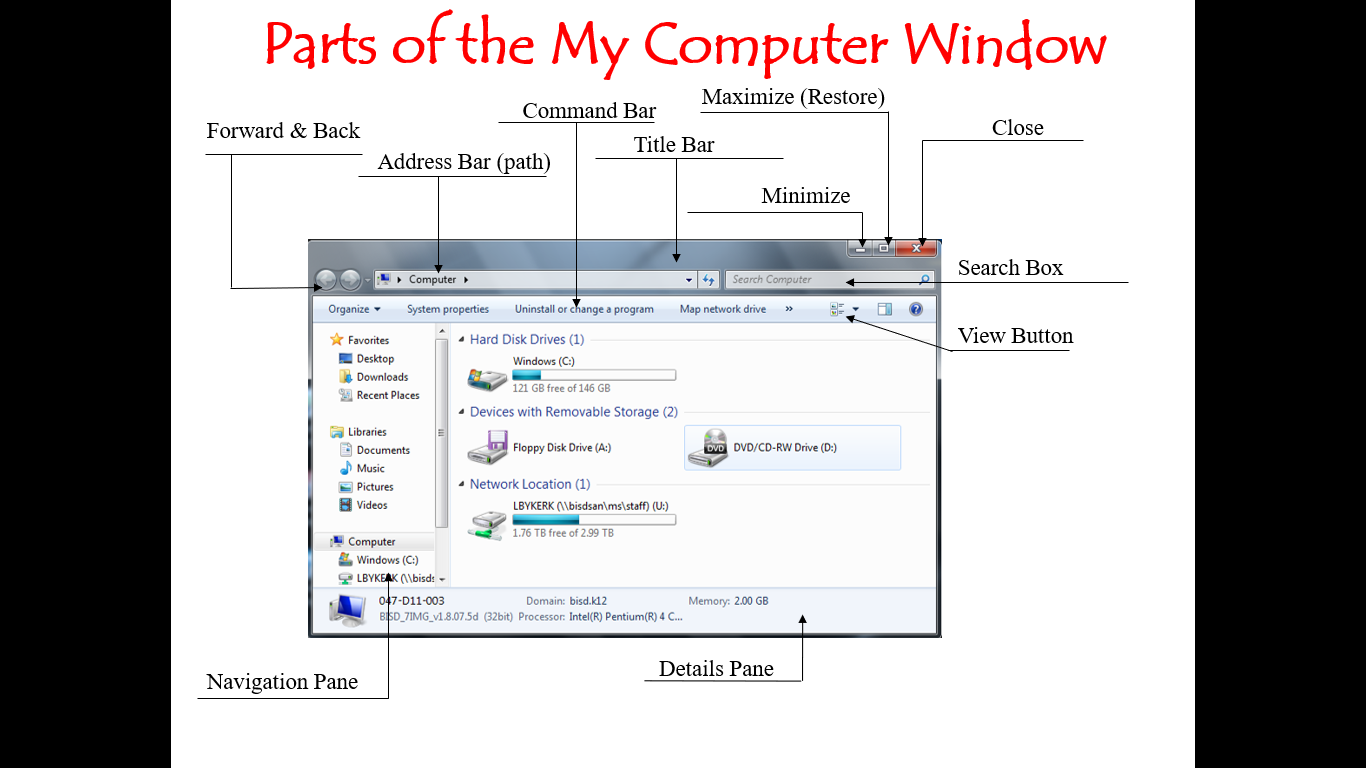 Parts of the My Computer Window
Maximize (Restore)
Command Bar
Close
Forward & Back
Title Bar
Address Bar (path)
Minimize
Search Box
Computer
Search Computer
Organize
System properties
Uninstall or change a program
Map network drive
»
View Button
Favorites
Desktop
Downloads
Recent Places
Libraries
Documents
Music
Pictures
Videos
Computer
Windows (C:)
LBYKERK (\\bisds
Hard Disk Drives (1)
Windows (C:)
121 GB free of 146 GB
Devices with Removable Storage (2)
Floppy Disk Drive (A:)
DVD
DVD/CD-RW Drive (D:)
Network Location (1)
LBYKERK (\\bisdsan\ms\staff) (U:)
1.76 TB free of 2.99 TB
047-D11-003
Domain: bisd.k12
Memory: 2.00 GB
BISD_7IMG_v1.8.07.5d (32bit)
Processor: Intel(R) Pentium(R) 4 C...
Navigation Pane
Details Pane